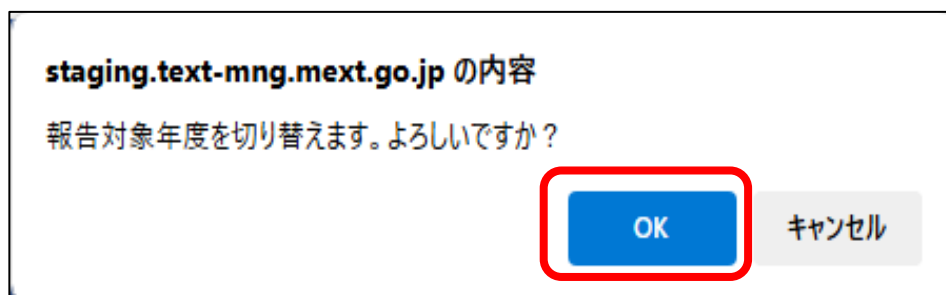 staging.text-mng.mext.go.jp の内容
報告対象年度を切り替えます。よろしいですか？
OK
キャンセル